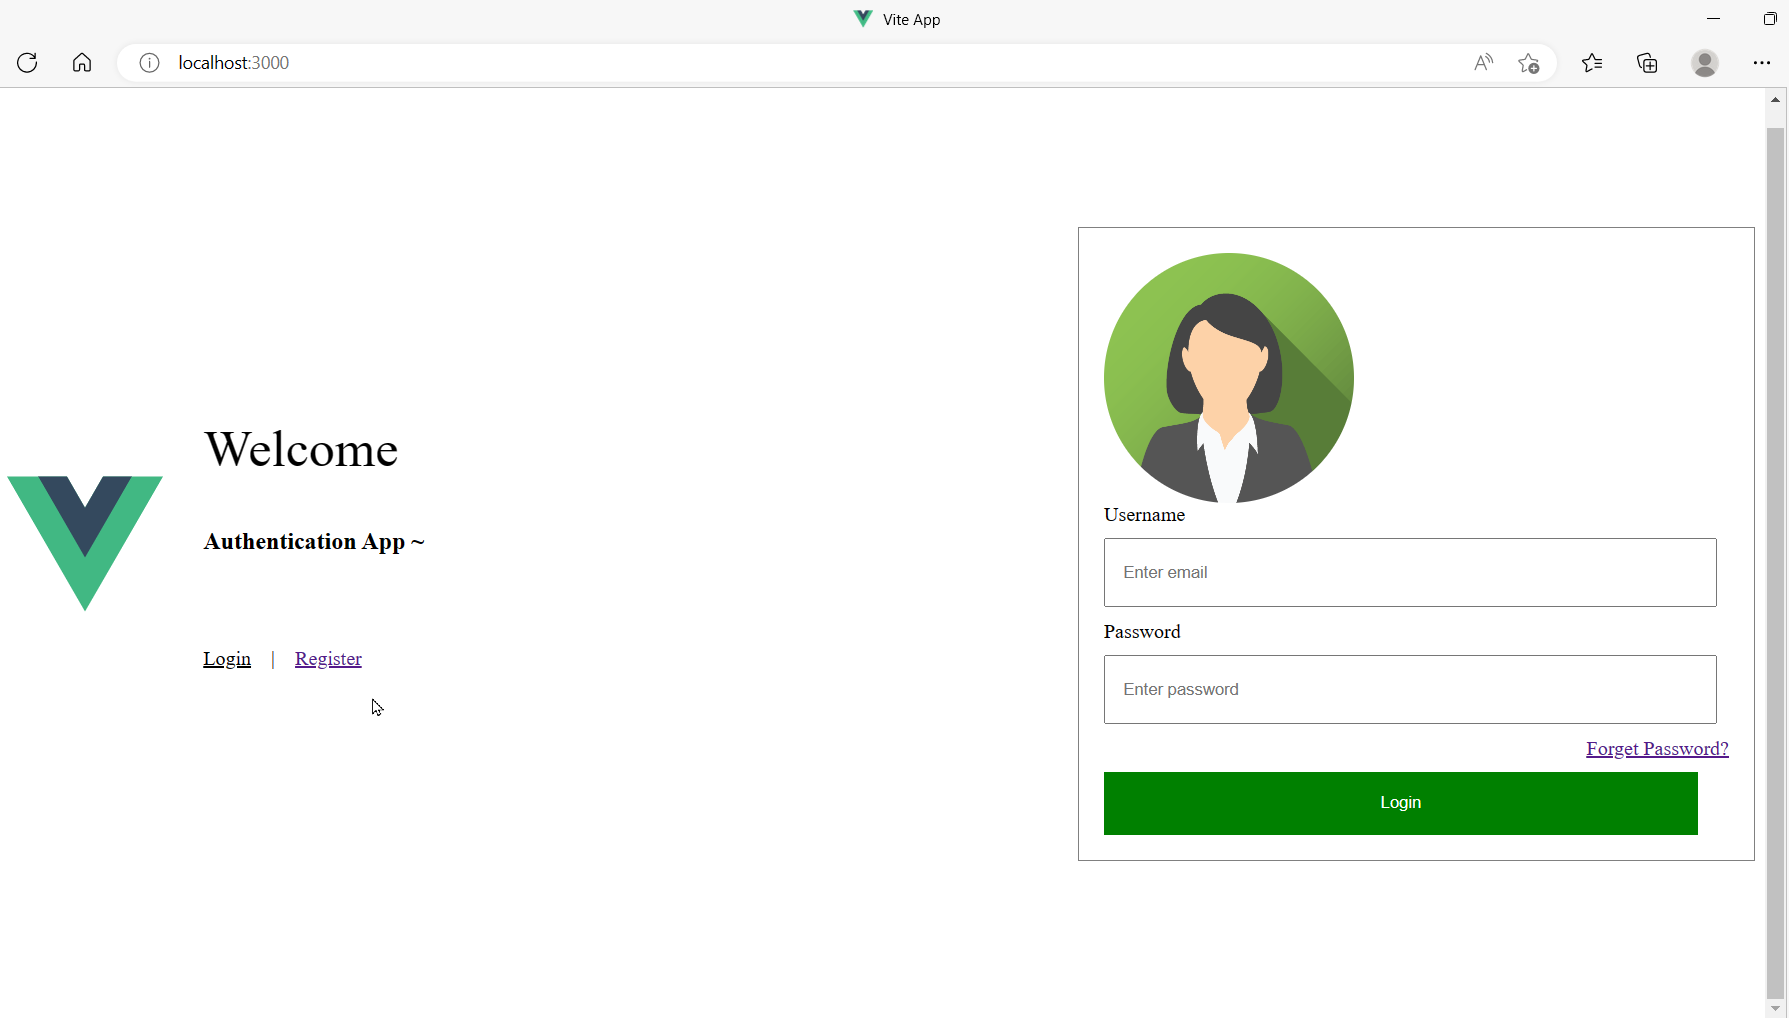 Vite App
localhost:3000
Welcome
Authentication App ~
Login | Register
Username
Enter email
Password
Enter password
Forget Password?
Login